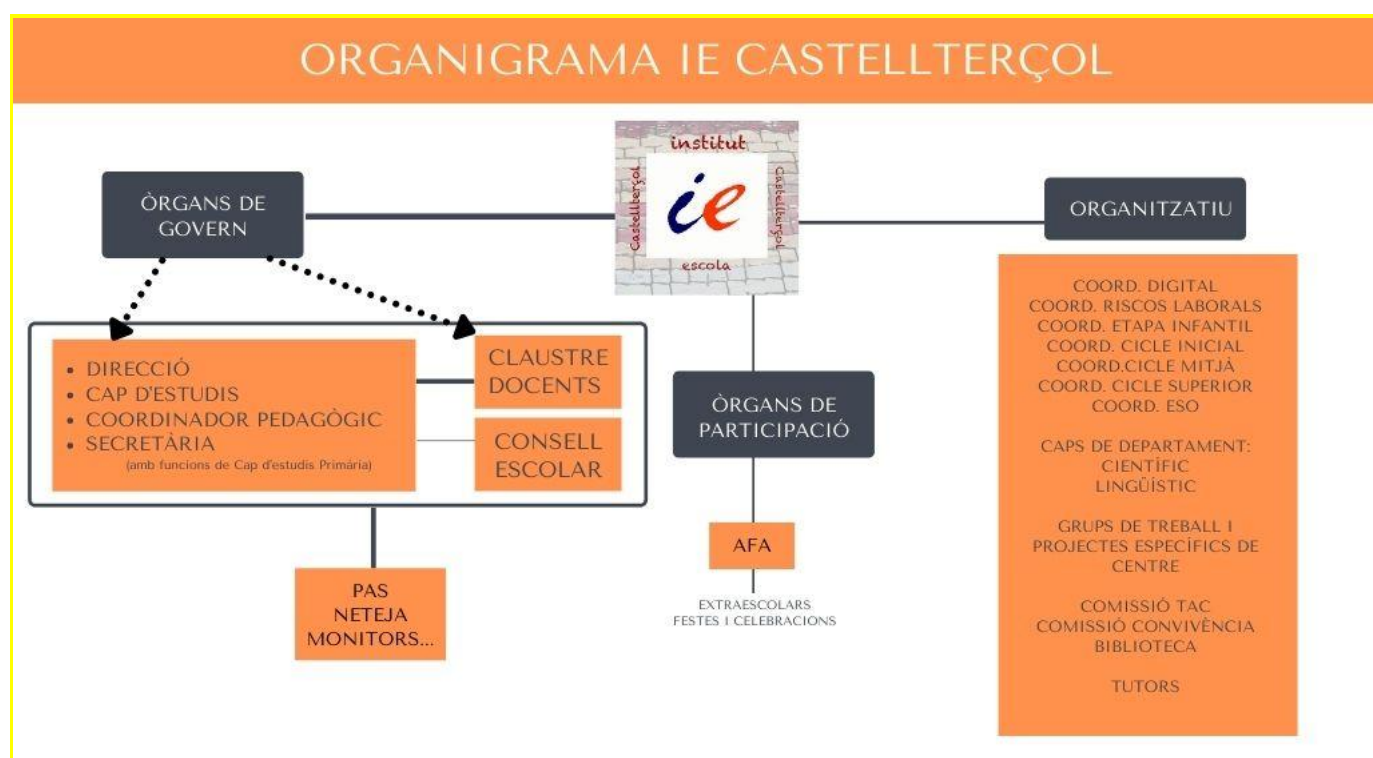 ORGANIGRAMA IE CASTELLTERÇOL
institut
Castellterçol
ie
Castellterçol
escola
ÒRGANS DE
GOVERN
ORGANITZATIU
DIRECCIÓ
CAP D'ESTUDIS
COORDINADOR PEDAGÒGIC
SECRETÀRIA
(amb funcions de Cap d'estudis Primària)
CLAUSTRE
DOCENTS
CONSELL
ESCOLAR
PAS
NETEJA
MONITORS...
ÒRGANS DE
PARTICIPACIÓ
AFA
EXTRAESCOLARS
FESTES I CELEBRACIONS
COORD. DIGITAL
COORD. RISCOS LABORALS
COORD. ETAPA INFANTIL
COORD. CICLE INICIAL
COORD.CICLE MITJÀ
COORD. CICLE SUPERIOR
COORD. ESO
CAPS DE DEPARTAMENT:
CIENTÍFIC
LINGÜÍSTIC
GRUPS DE TREBALL I
PROJECTES ESPECÍFICS DE
CENTRE
COMISSIÓ TAC
COMISSIÓ CONVIVÈNCIA
BIBLIOTECA
TUTORS